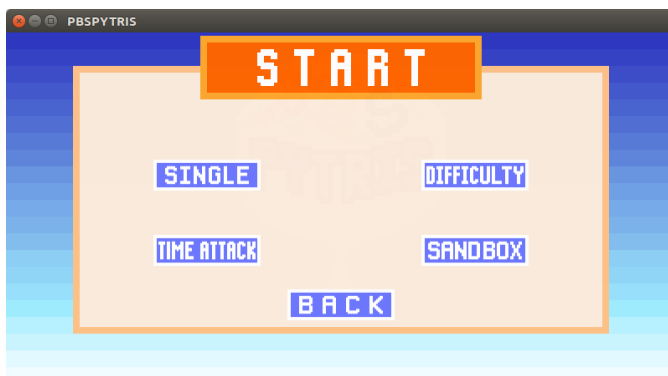 PBSPYTRIS
START
SINGLE DIFFICULTY
TIME ATTACK SANDBOX
BACK